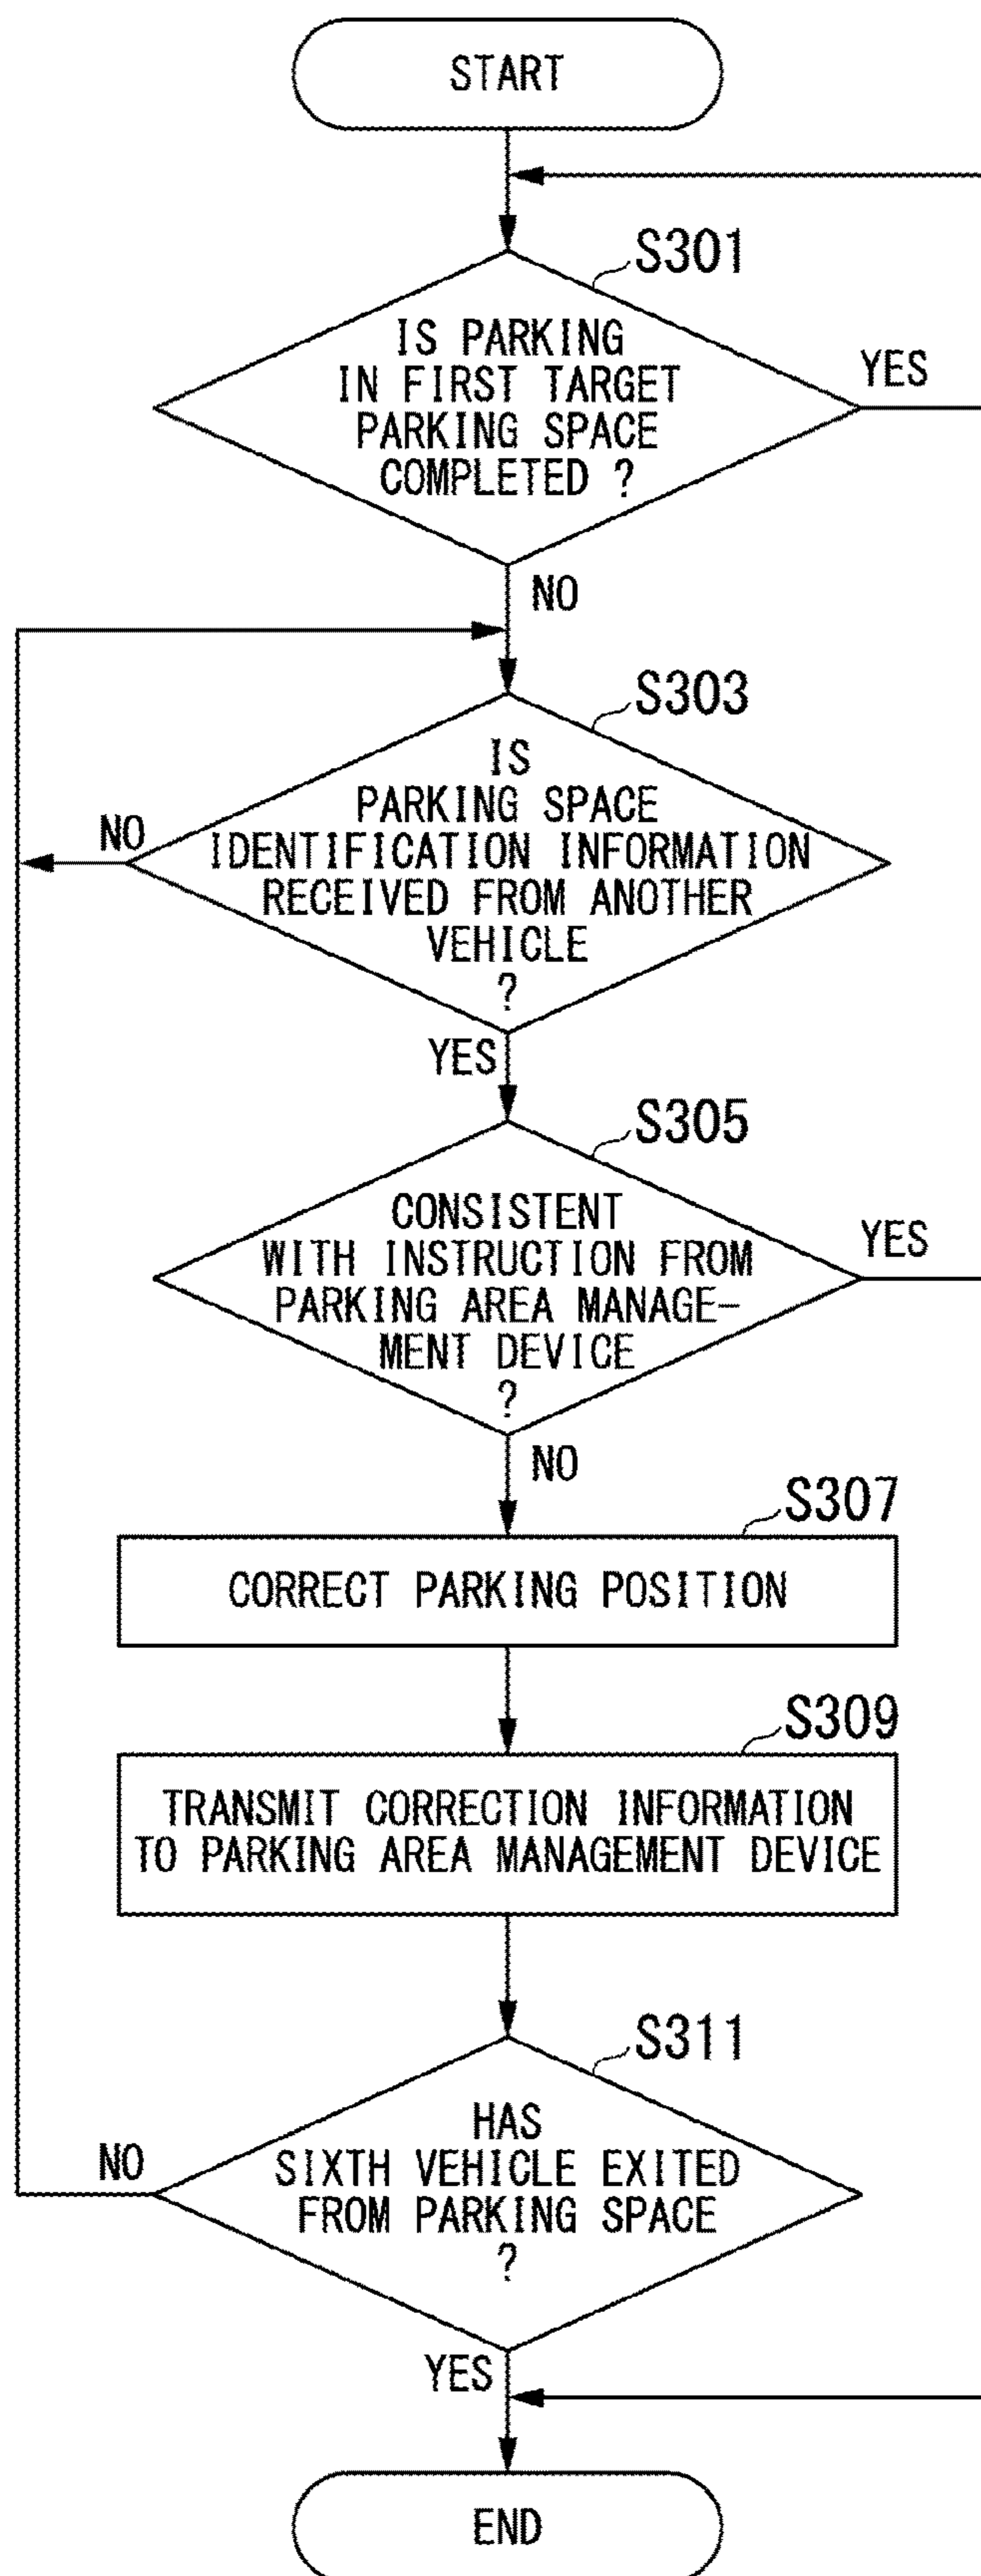 START
S301
IS PARKING
IN FIRST TARGET
PARKING SPACE
COMPLETED ?
YES
NO
S303
IS
PARKING SPACE
IDENTIFICATION INFORMATION
RECEIVED FROM ANOTHER
VEHICLE
?
NO
YES
S305
CONSISTENT
WITH INSTRUCTION FROM
PARKING AREA MANAGE-
MENT DEVICE
?
YES
NO
S307
CORRECT PARKING POSITION
S309
TRANSMIT CORRECTION INFORMATION
TO PARKING AREA MANAGEMENT DEVICE
S311
HAS
SIXTH VEHICLE EXITED
FROM PARKING SPACE
?
NO
YES
END